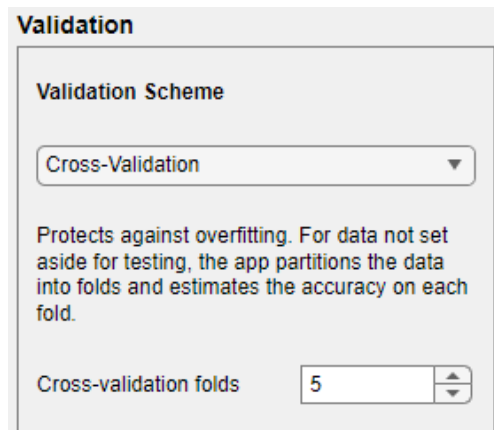 Validation
Validation Scheme
Cross-Validation
Protects against overfitting. For data not set
aside for testing, the app partitions the data
into folds and estimates the accuracy on each
fold.
Cross-validation folds 5